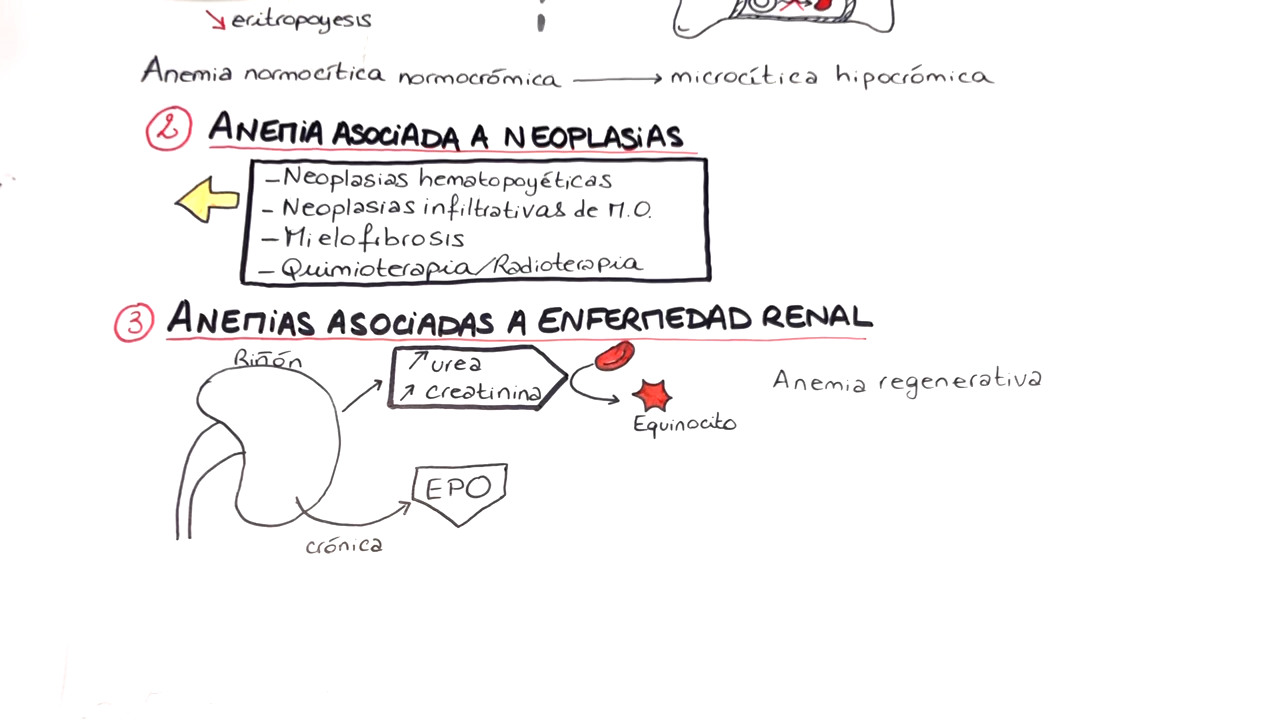 ↘ eritropoyesis
Anemia normocítica normocrómica → microcítica hipocrómica
2 ANEMIA ASOCIADA A NEOPLASIAS
- Neoplasias hematopoyéticas
- Neoplasias infiltrativas de M.O.
- Mielofibrosis
- Quimioterapia/Radioterapia
3 ANEMIAS ASOCIADAS A ENFERMEDAD RENAL
Riñón
↗ urea
↗ creatinina
Anemia regenerativa
Equinocito
EPO
crónica